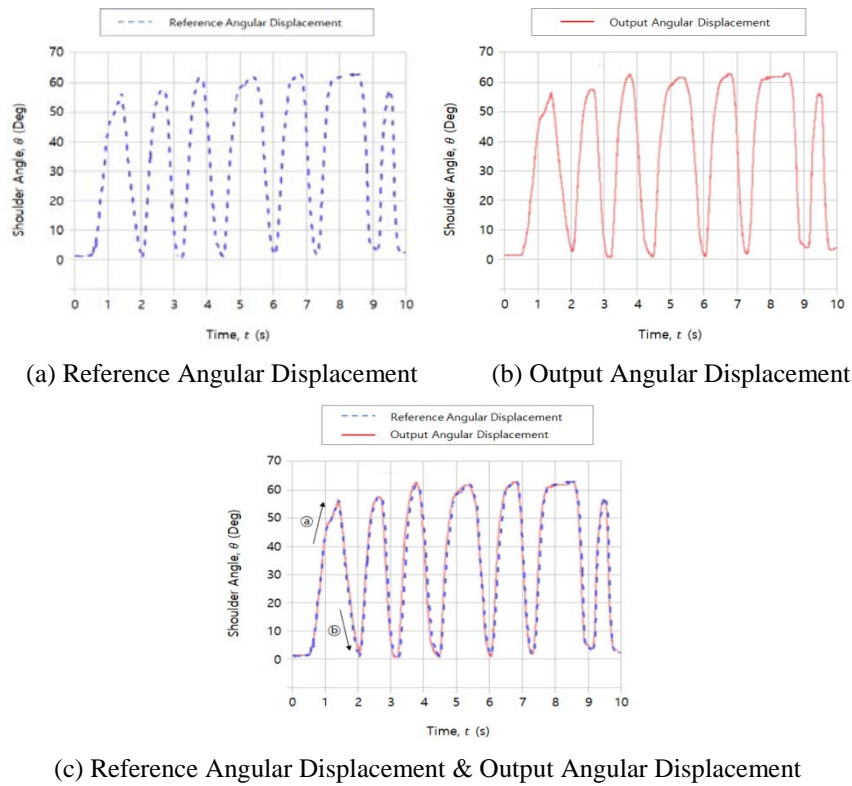 Reference Angular Displacement
Output Angular Displacement
70
60
50
40
30
20
10
0
-10
0 1 2 3 4 5 6 7 8 9 10
Shoulder Angle, θ (Deg)
Time, t (s)
70
60
50
40
30
20
10
0
-10
0 1 2 3 4 5 6 7 8 9 10
Shoulder Angle, θ (Deg)
Time, t (s)
(a) Reference Angular Displacement
(b) Output Angular Displacement
Reference Angular Displacement
Output Angular Displacement
70
60
50
40
30
20
10
0
-10
0 1 2 3 4 5 6 7 8 9 10
ⓐ
ⓑ
Shoulder Angle, θ (Deg)
Time, t (s)
(c) Reference Angular Displacement & Output Angular Displacement